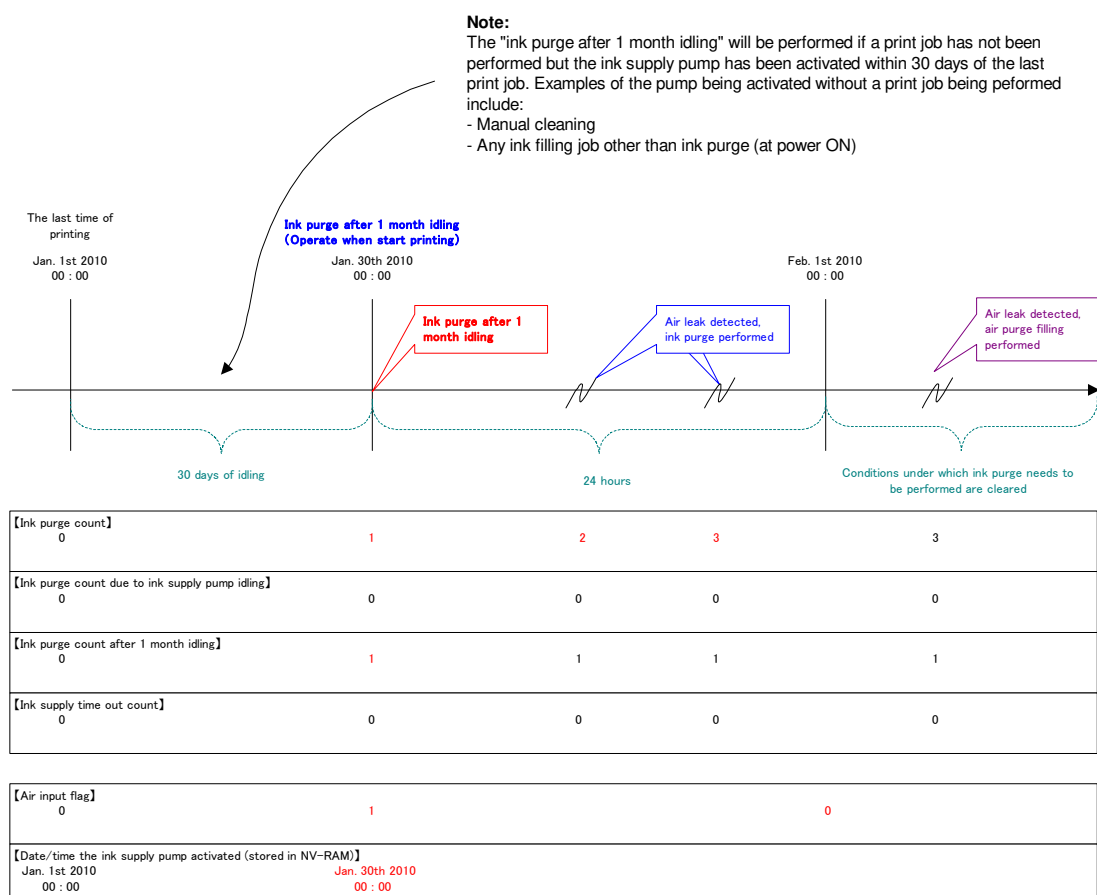 Note:
The "ink purge after 1 month idling" will be performed if a print job has not been
performed but the ink supply pump has been activated within 30 days of the last
print job. Examples of the pump being activated without a print job being peformed
include:
- Manual cleaning
- Any ink filling job other than ink purge (at power ON)
The last time of
printing
Jan. 1st 2010
00 : 00
Ink purge after 1 month idling
(Operate when start printing)
Jan. 30th 2010
00 : 00
Feb. 1st 2010
00 : 00
Ink purge after 1
month idling
Air leak detected,
ink purge performed
Air leak detected,
air purge filling
performed
30 days of idling
24 hours
Conditions under which ink purge needs to
be performed are cleared
【Ink purge count】
0 1 2 3 3
【Ink purge count due to ink supply pump idling】
0 0 0 0 0
【Ink purge count after 1 month idling】
0 1 1 1 1
【Ink supply time out count】
0 0 0 0 0
【Air input flag】
0 1 0
【Date/time the ink supply pump activated (stored in NV-RAM)】
Jan. 1st 2010 Jan. 30th 2010
00 : 00 00 : 00